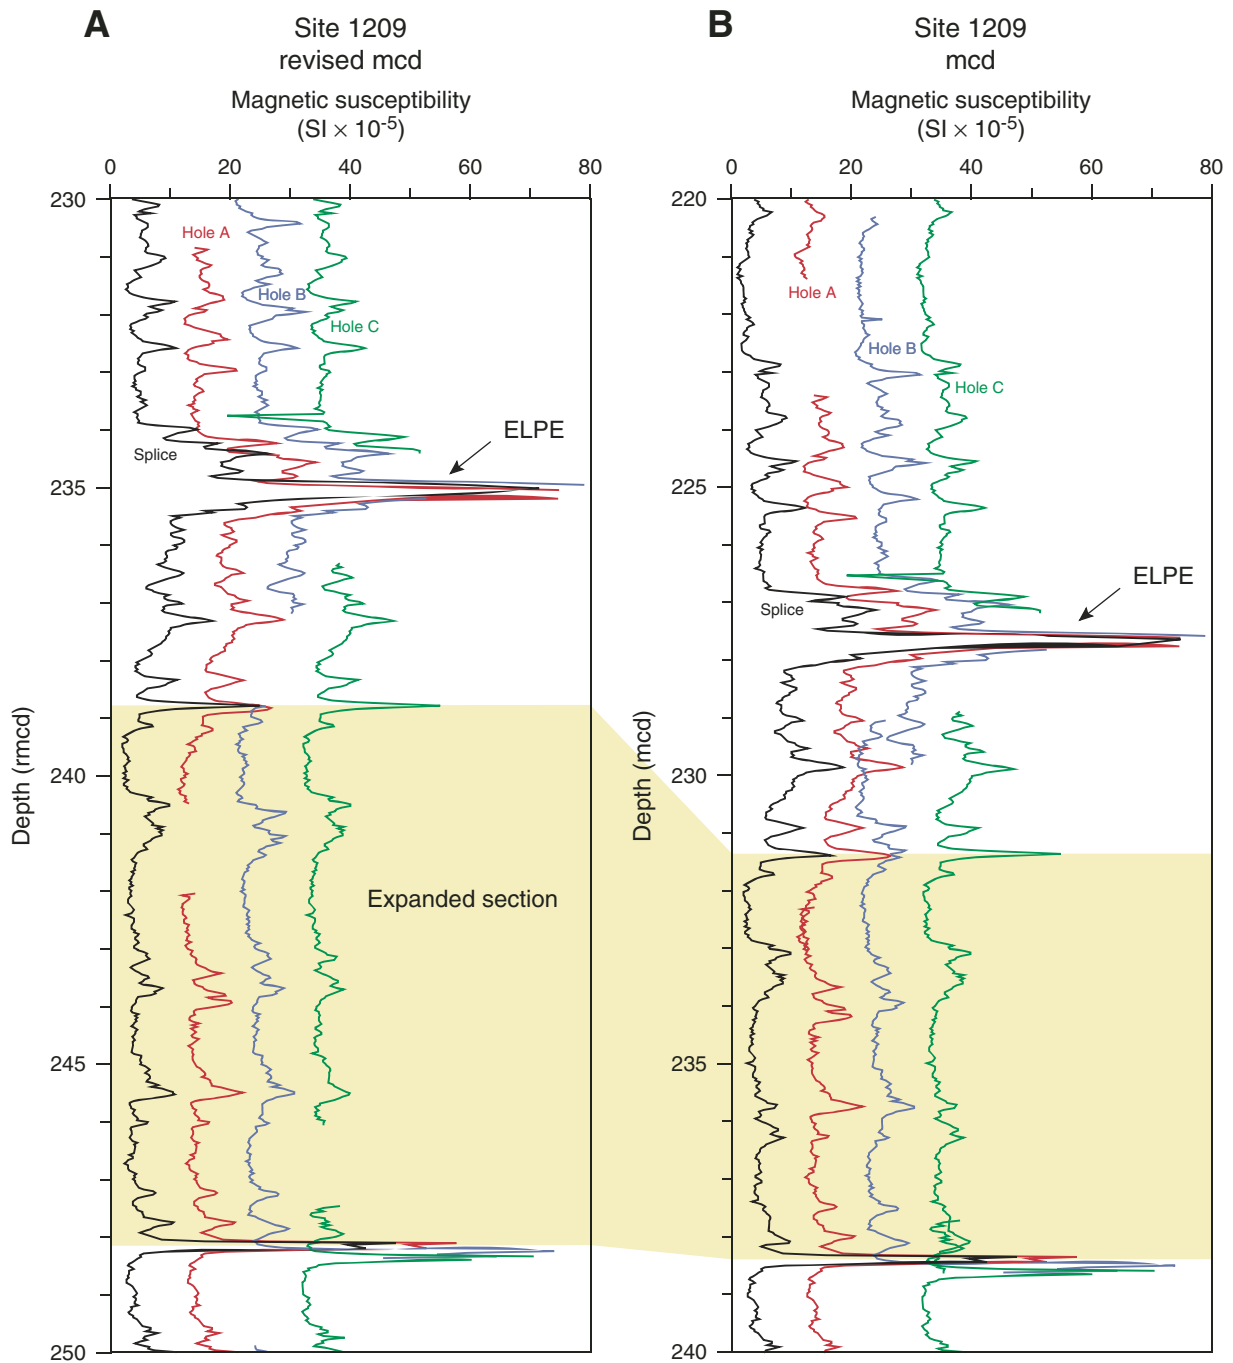 A
Site 1209
revised mcd
Magnetic susceptibility
(SI × 10-5)
0 20 40 60 80
230
235
240
245
250
Depth (rmcd)
Hole A
Hole B
Hole C
Splice
ELPE
Expanded section
B
Site 1209
mcd
Magnetic susceptibility
(SI × 10-5)
0 20 40 60 80
220
225
230
235
240
Depth (mcd)
Hole A
Hole B
Hole C
Splice
ELPE